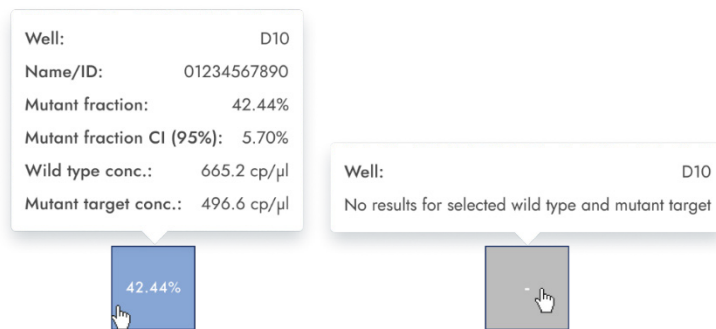 Well: D10
Name/ID: 01234567890
Mutant fraction: 42.44%
Mutant fraction CI (95%): 5.70%
Wild type conc.: 665.2 cp/µl
Mutant target conc.: 496.6 cp/µl
42.44%
Well: D10
No results for selected wild type and mutant target
-